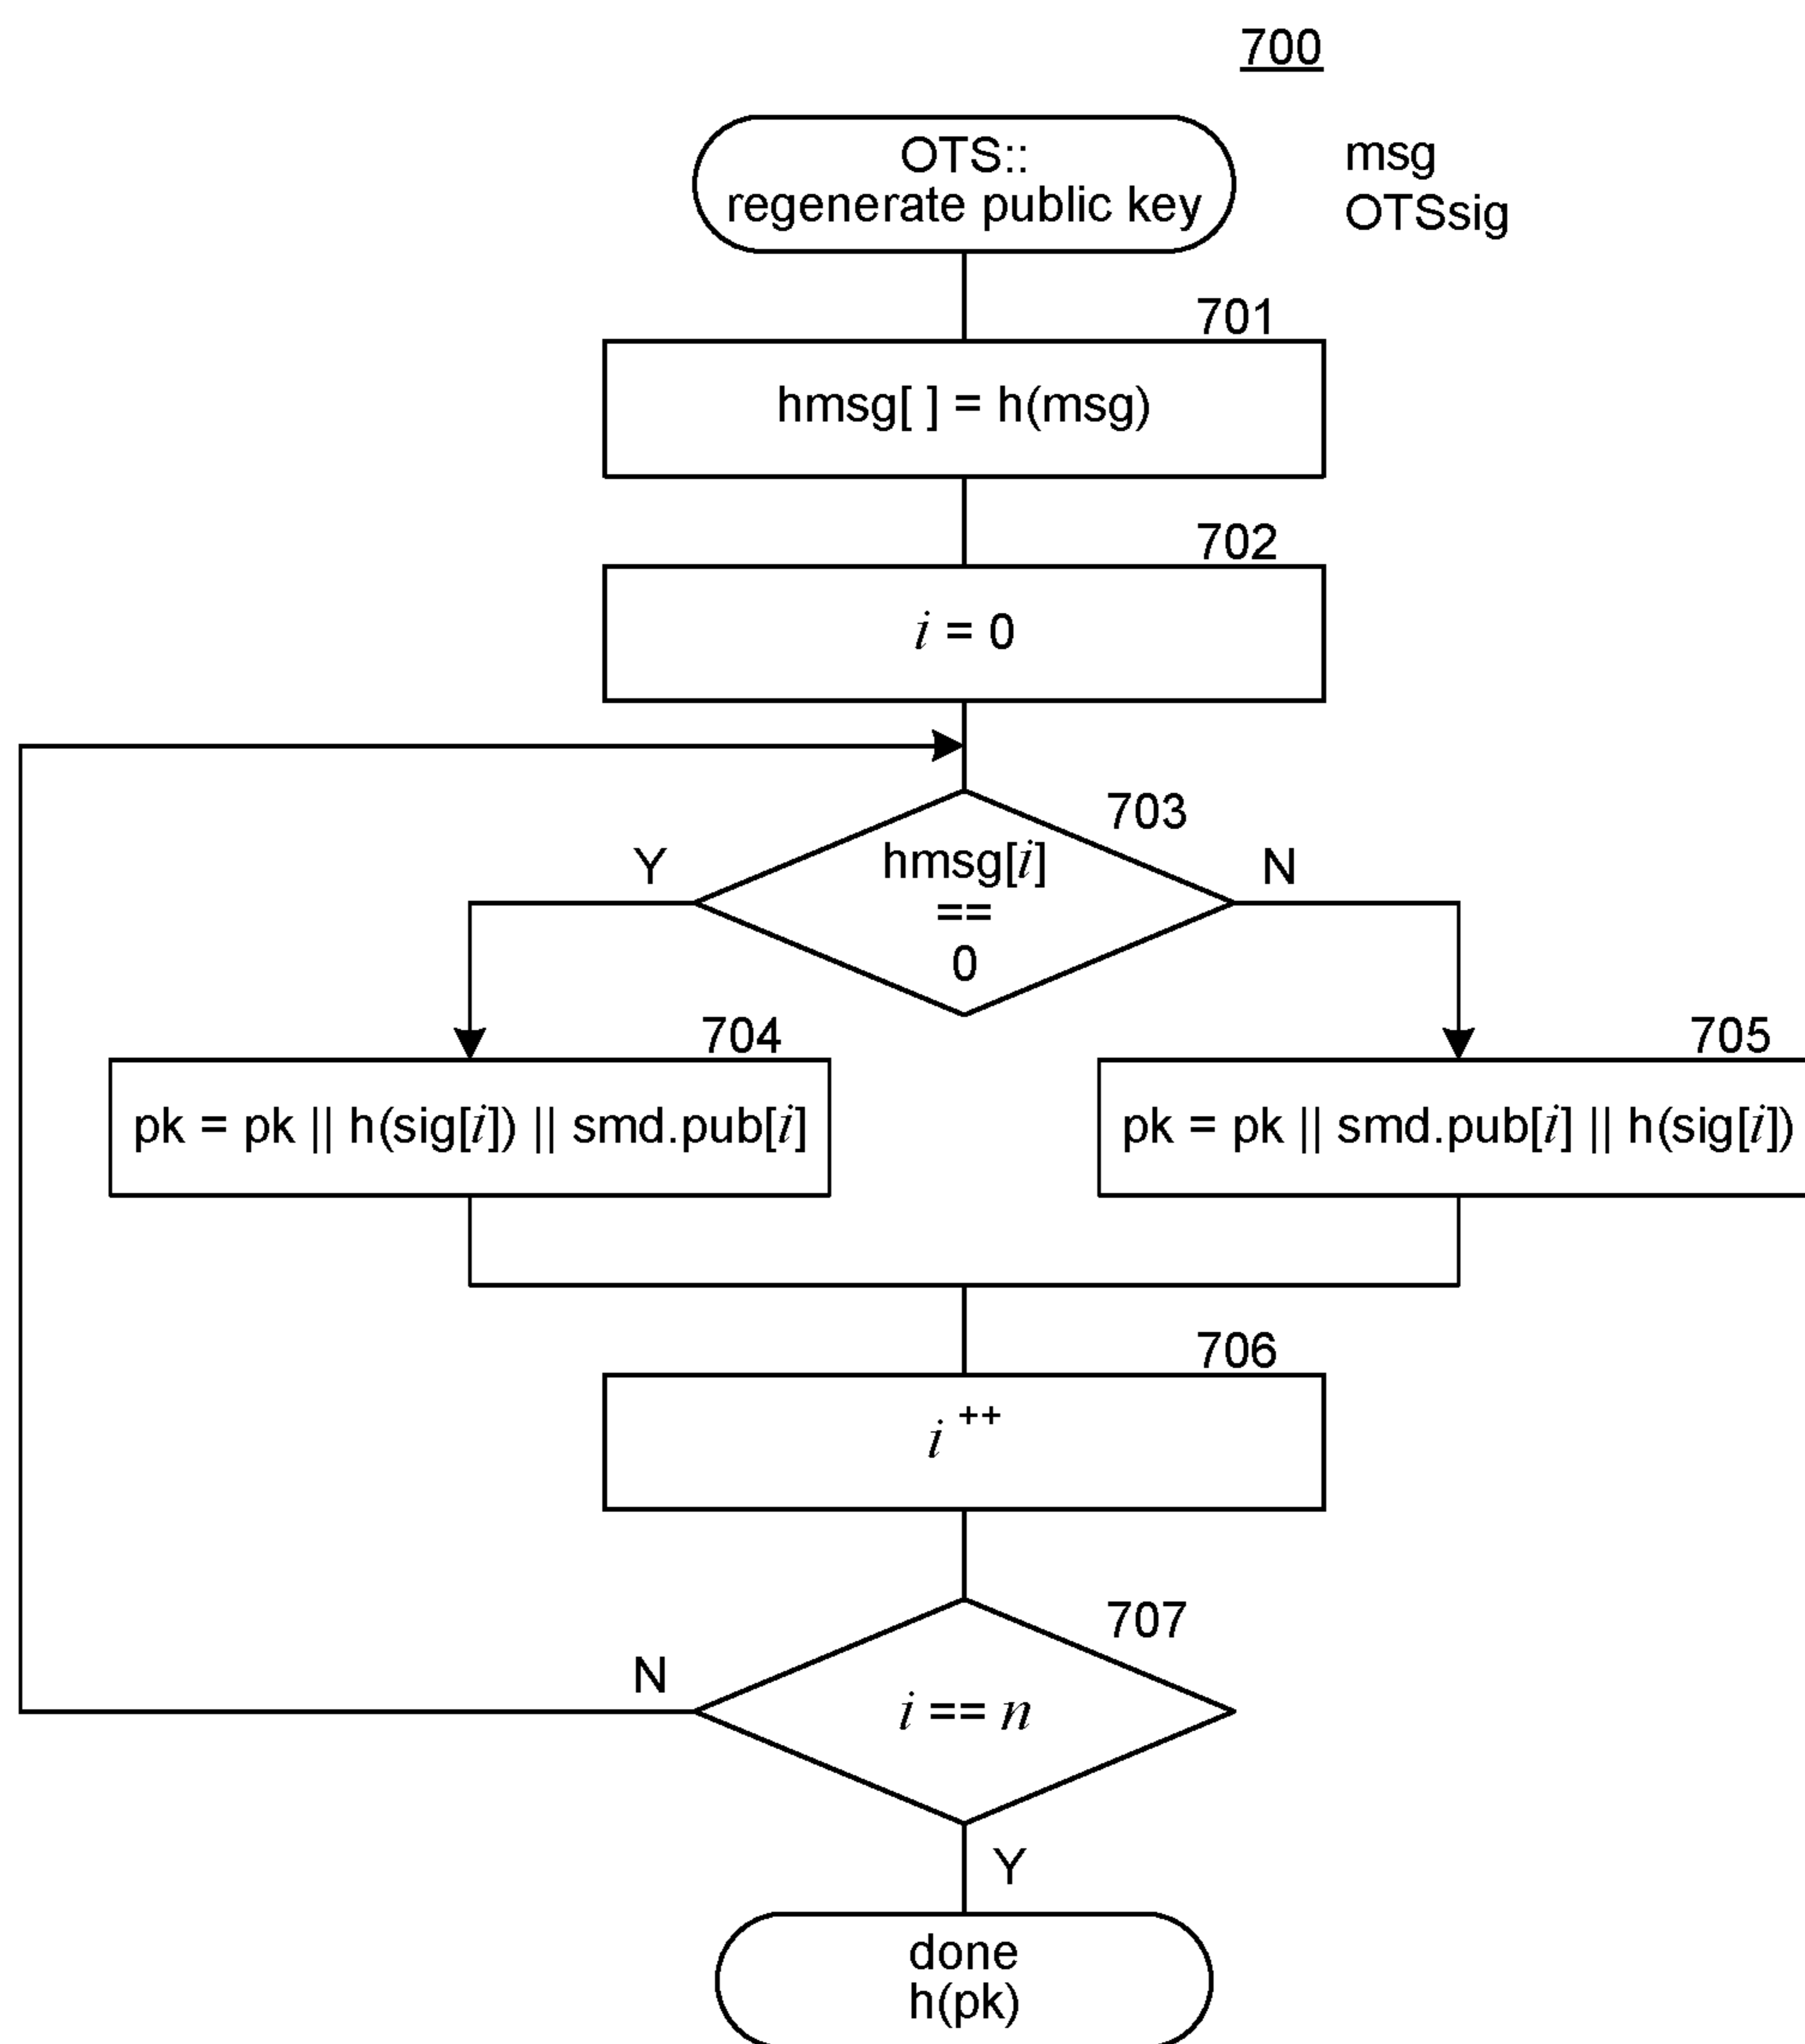 700
OTS::
regenerate public key
msg
OTSsig
701
hmsg[ ] = h(msg)
702
i = 0
703
Y
hmsg[i]
==
0
N
704
pk = pk || h(sig[i]) || smd.pub[i]
705
pk = pk || smd.pub[i] || h(sig[i])
706
i ++
707
N
i == n
Y
done
h(pk)